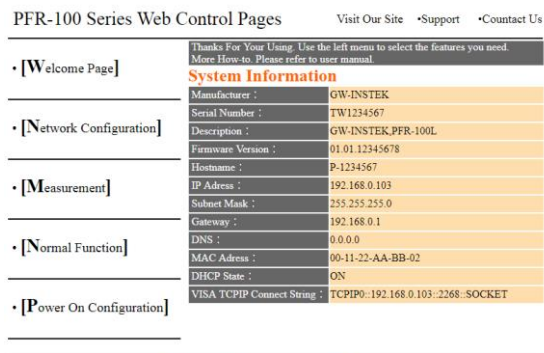 PFR-100 Series Web Control Pages
Visit Our Site •Support •Countact Us
• [Welcome Page]
• [Network Configuration]
• [Measurement]
• [Normal Function]
• [Power On Configuration]
Thanks For Your Using. Use the left menu to select the features you need.
More How-to. Please refer to user manual.
System Information
Manufacturer : GW-INSTEK
Serial Number : TW1234567
Description : GW-INSTEK,PFR-100L
Firmware Version : 01.01.12345678
Hostname : P-1234567
IP Adress : 192.168.0.103
Subnet Mask : 255.255.255.0
Gateway : 192.168.0.1
DNS : 0.0.0.0
MAC Adress : 00-11-22-AA-BB-02
DHCP State : ON
VISA TCPIP Connect String : TCPIP0::192.168.0.103::2268::SOCKET